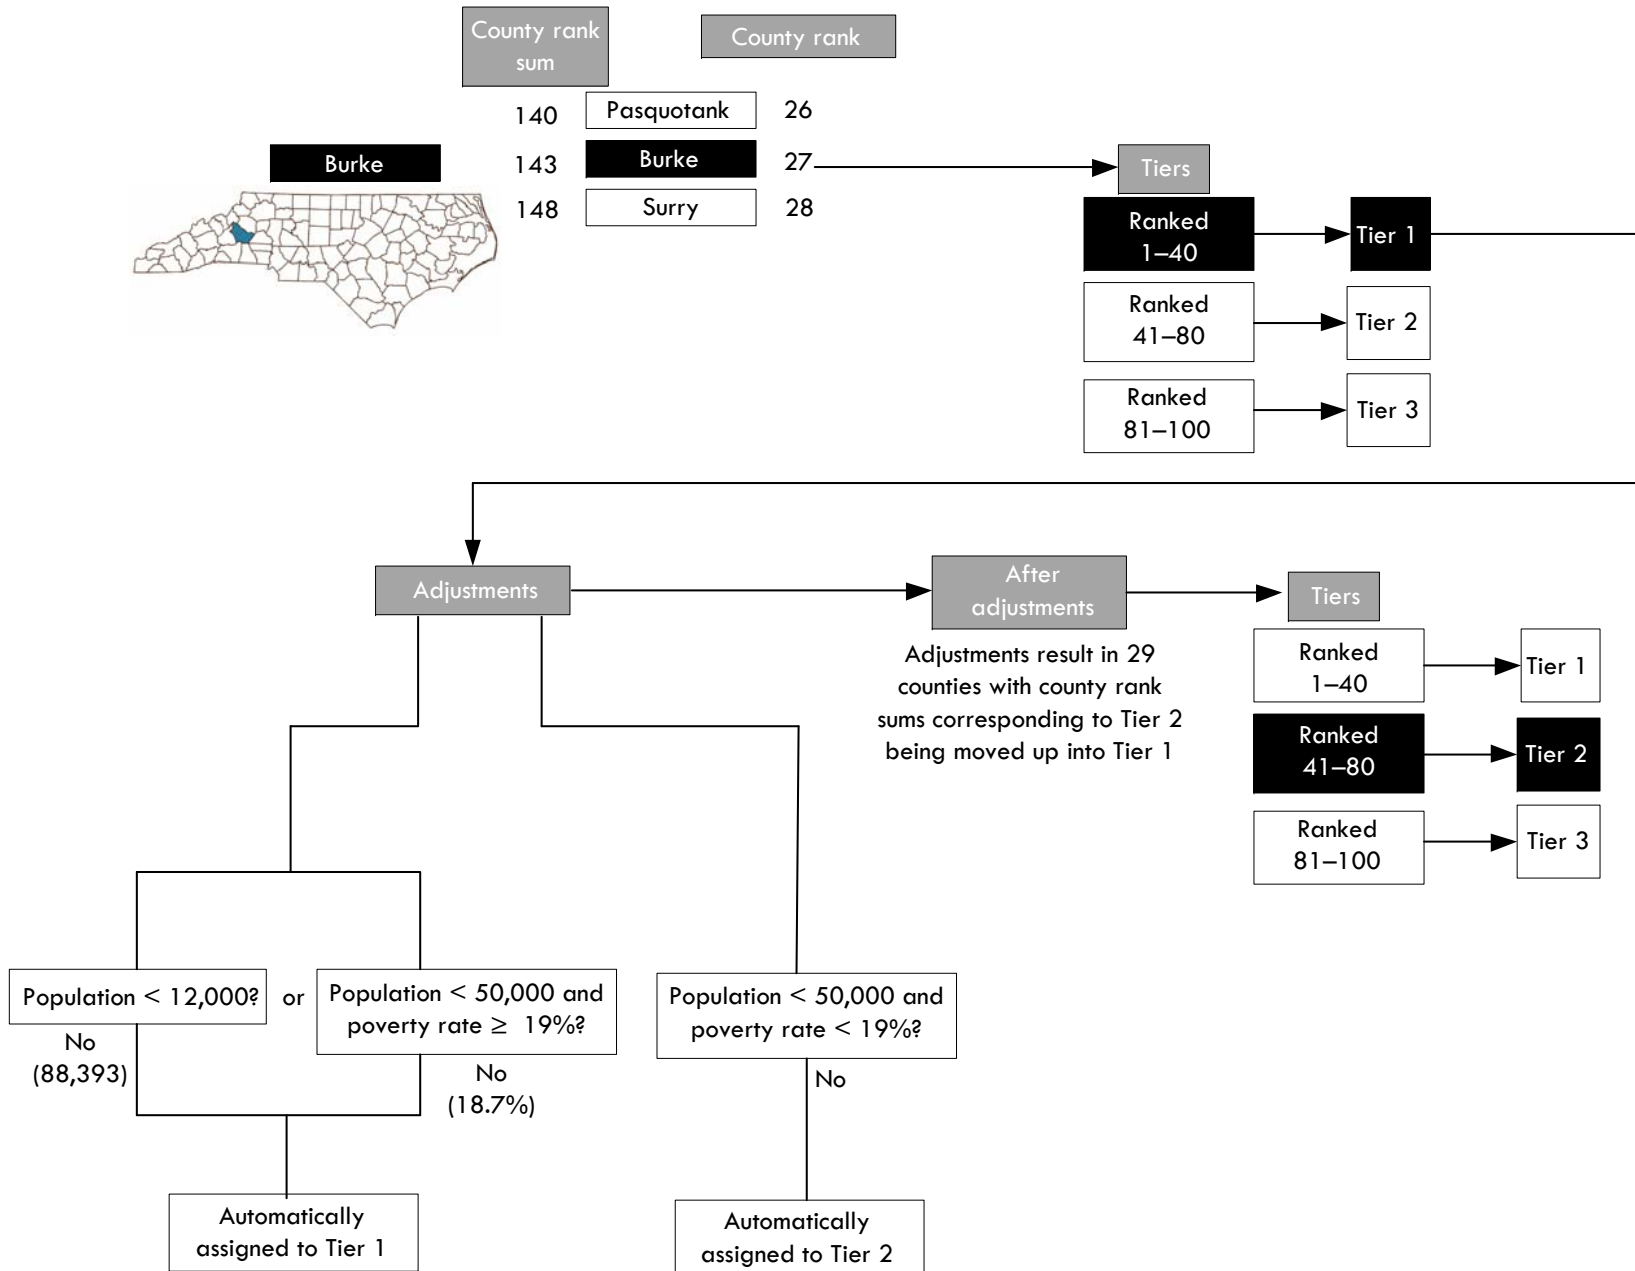 County rank
sum
County rank
140
Pasquotank
26
Burke
143
Burke
27
148
Surry
28
Tiers
Ranked
1–40
Tier 1
Ranked
41–80
Tier 2
Ranked
81–100
Tier 3
Adjustments
After
adjustments
Adjustments result in 29
counties with county rank
sums corresponding to Tier 2
being moved up into Tier 1
Tiers
Ranked
1–40
Tier 1
Ranked
41–80
Tier 2
Ranked
81–100
Tier 3
Population < 12,000?
or
Population < 50,000 and
poverty rate ≥ 19%?
Population < 50,000 and
poverty rate < 19%?
No
(88,393)
No
(18.7%)
No
Automatically
assigned to Tier 1
Automatically
assigned to Tier 2